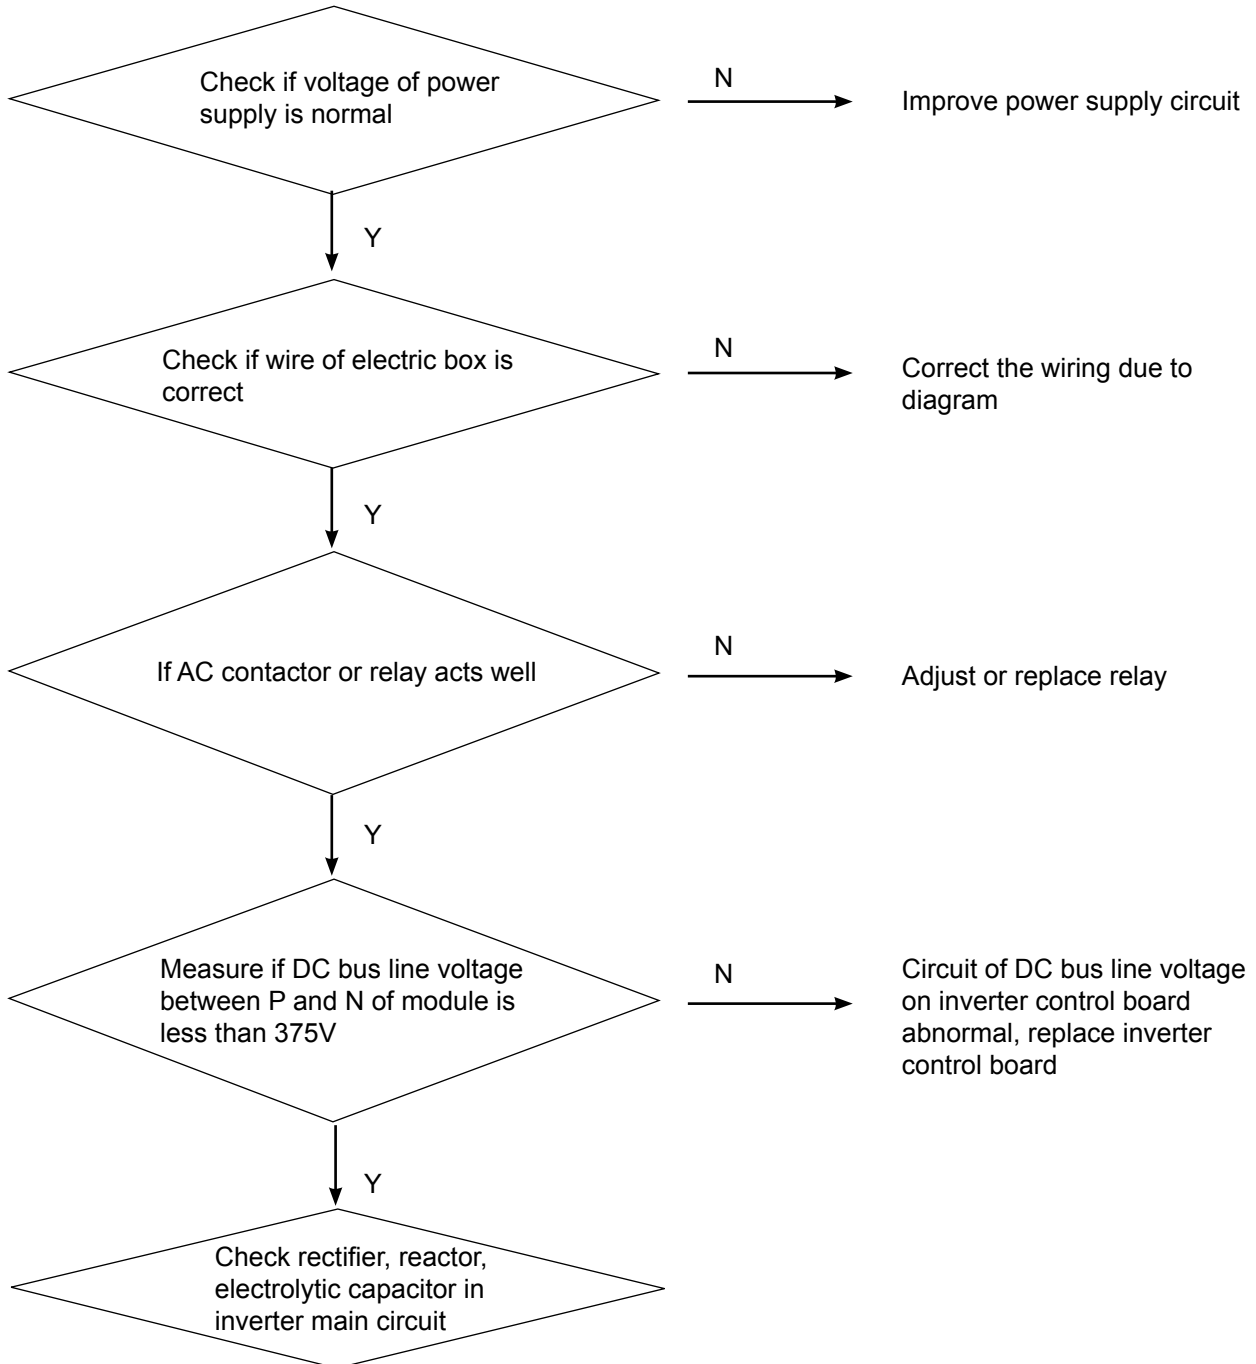 Check if voltage of power
supply is normal
N
Improve power supply circuit
Y
Check if wire of electric box is
correct
N
Correct the wiring due to
diagram
Y
If AC contactor or relay acts well
N
Adjust or replace relay
Y
Measure if DC bus line voltage
between P and N of module is
less than 375V
N
Circuit of DC bus line voltage
on inverter control board
abnormal, replace inverter
control board
Y
Check rectifier, reactor,
electrolytic capacitor in
inverter main circuit